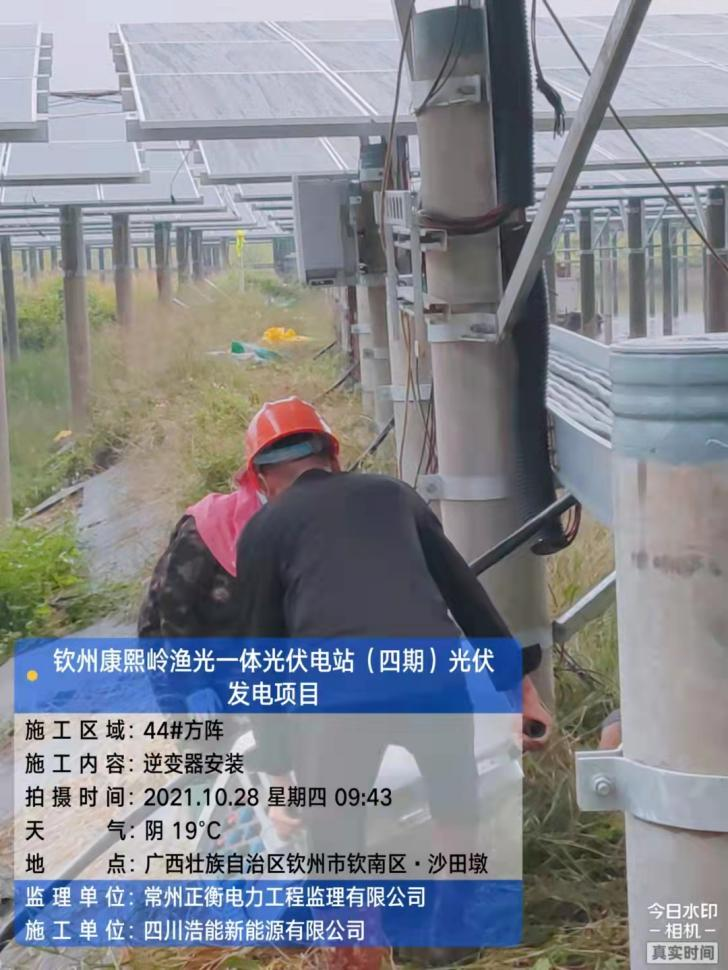 钦州康熙岭渔光一体光伏电站（四期）光伏
发电项目
施工区域：44#方阵
施工内容：逆变器安装
拍摄时间：2021.10.28 星期四 09:43
天气：阴 19℃
地点：广西壮族自治区钦州市钦南区·沙田墩
监理单位：常州正衡电力工程监理有限公司
施工单位：四川浩能新能源有限公司
今日水印
-相机-
真实时间